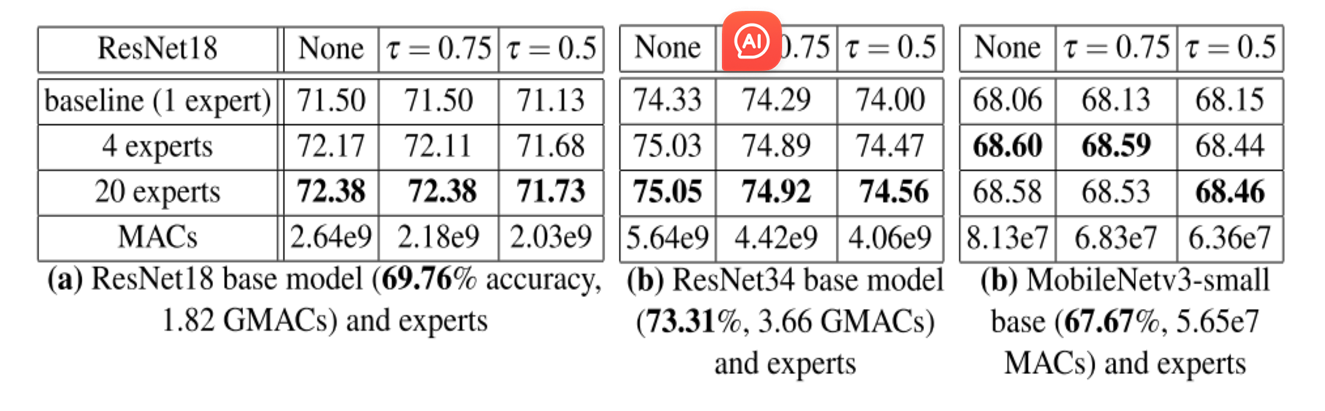 ResNet18 None τ = 0.75 τ = 0.5
baseline (1 expert) 71.50 71.50 71.13
4 experts 72.17 72.11 71.68
20 experts 72.38 72.38 71.73
MACs 2.64e9 2.18e9 2.03e9
(a) ResNet18 base model (69.76% accuracy,
1.82 GMACs) and experts
None AI 0.75 τ = 0.5
74.33 74.29 74.00
75.03 74.89 74.47
75.05 74.92 74.56
5.64e9 4.42e9 4.06e9
(b) ResNet34 base model
(73.31%, 3.66 GMACs)
and experts
None τ = 0.75 τ = 0.5
68.06 68.13 68.15
68.60 68.59 68.44
68.58 68.53 68.46
8.13e7 6.83e7 6.36e7
(b) MobileNetv3-small
base (67.67%, 5.65e7
MACs) and experts